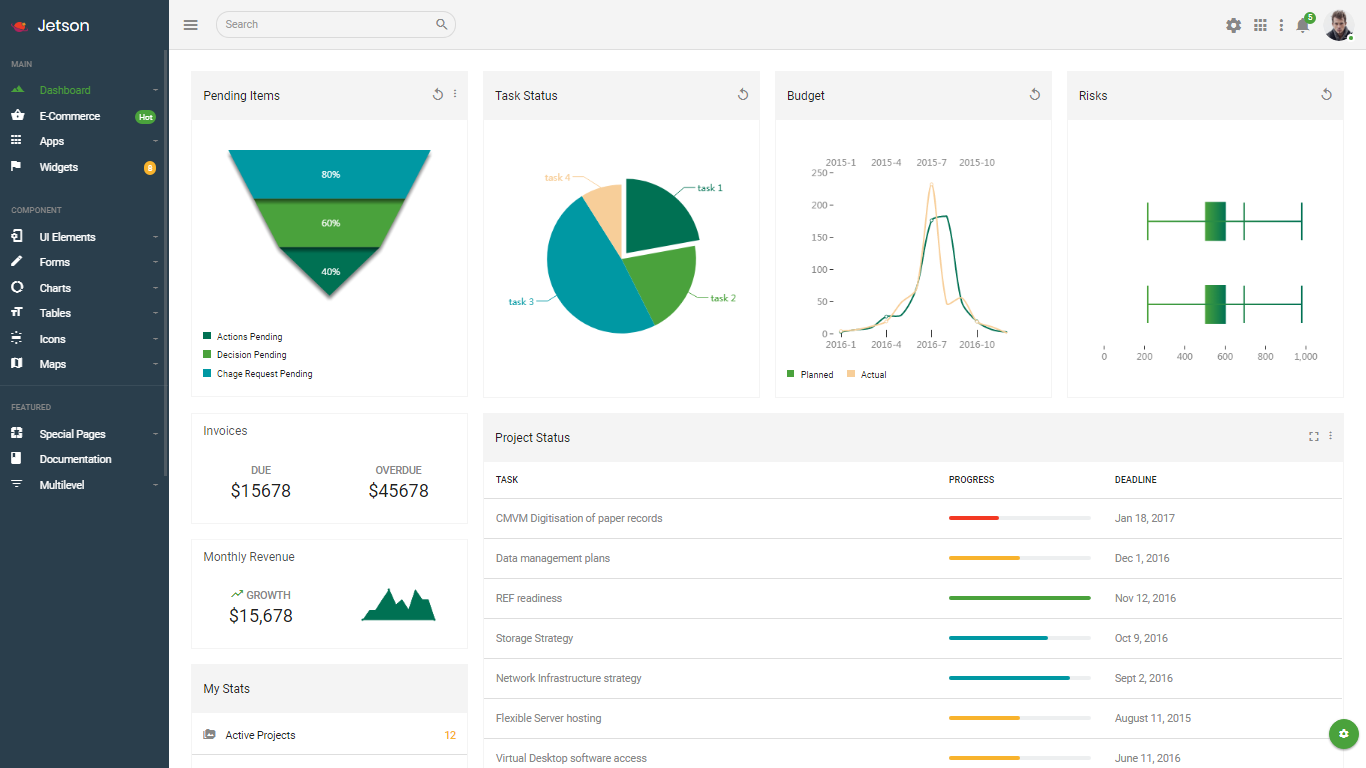 Jetson
Search
5
MAIN
Dashboard
E-Commerce Hot
Apps
Widgets 8
COMPONENT
UI Elements
Forms
Charts
Tables
Icons
Maps
FEATURED
Special Pages
Documentation
Multilevel
Pending Items
80%
60%
40%
Actions Pending
Decision Pending
Chage Request Pending
Task Status
task 4
task 1
task 3
task 2
Budget
2015-1 2015-4 2015-7 2015-10
250
200
150
100
50
0
2016-1 2016-4 2016-7 2016-10
Planned Actual
Risks
0 200 400 600 800 1,000
Invoices
DUE OVERDUE
$15678 $45678
Monthly Revenue
GROWTH
$15,678
My Stats
Active Projects 12
Project Status
TASK PROGRESS DEADLINE
CMVM Digitisation of paper records Jan 18, 2017
Data management plans Dec 1, 2016
REF readiness Nov 12, 2016
Storage Strategy Oct 9, 2016
Network Infrastructure strategy Sept 2, 2016
Flexible Server hosting August 11, 2015
Virtual Desktop software access June 11, 2016